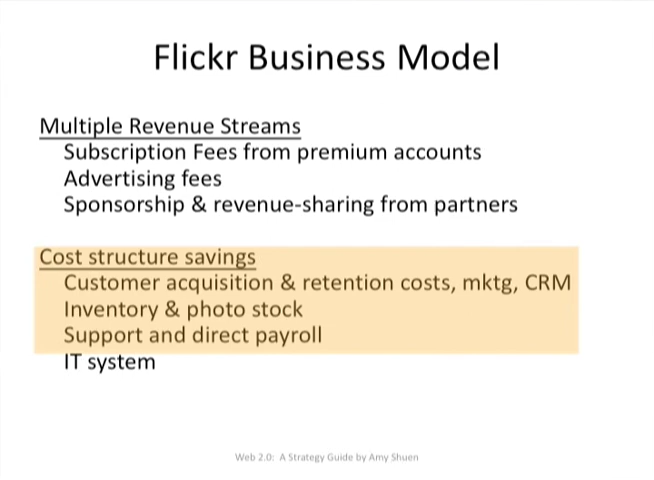 Flickr Business Model
Multiple Revenue Streams
Subscription Fees from premium accounts
Advertising fees
Sponsorship & revenue-sharing from partners
Cost structure savings
Customer acquisition & retention costs, mktg, CRM
Inventory & photo stock
Support and direct payroll
IT system
Web 2.0: A Strategy Guide by Amy Shuen